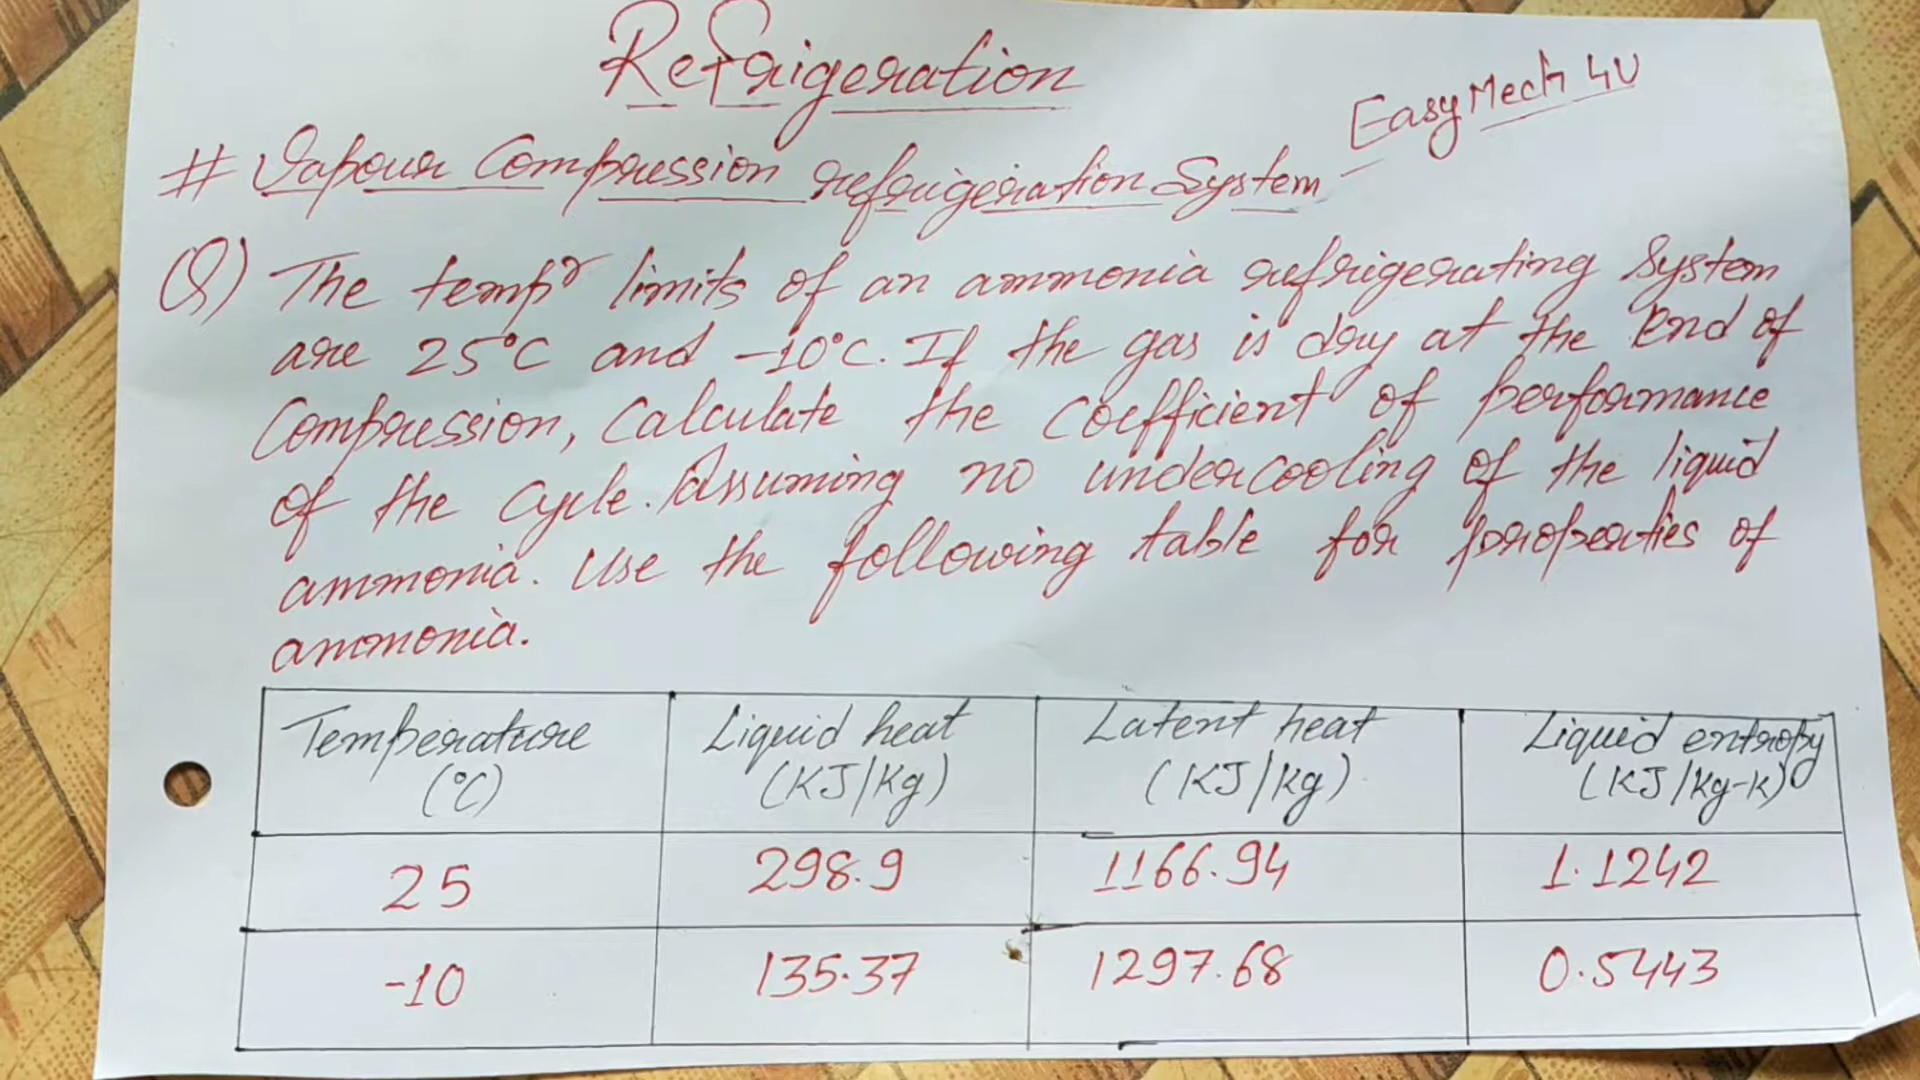 Refrigeration
EasyMech 4U
# Vapour Compression refrigeration System
Q) The tempr limits of an ammonia refrigerating System
are 25°C and -10°C. If the gas is dry at the End of
Compression, Calculate the Coefficient of performance
of the Cycle. Assuming no undercooling of the liquid
ammonia. Use the following table for properties of
ammonia.
Temperature (°C) Liquid heat (KJ/Kg) Latent heat (KJ/Kg) Liquid entropy (KJ/Kg-K)
25 298.9 1166.94 1.1242
-10 135.37 1297.68 0.5443